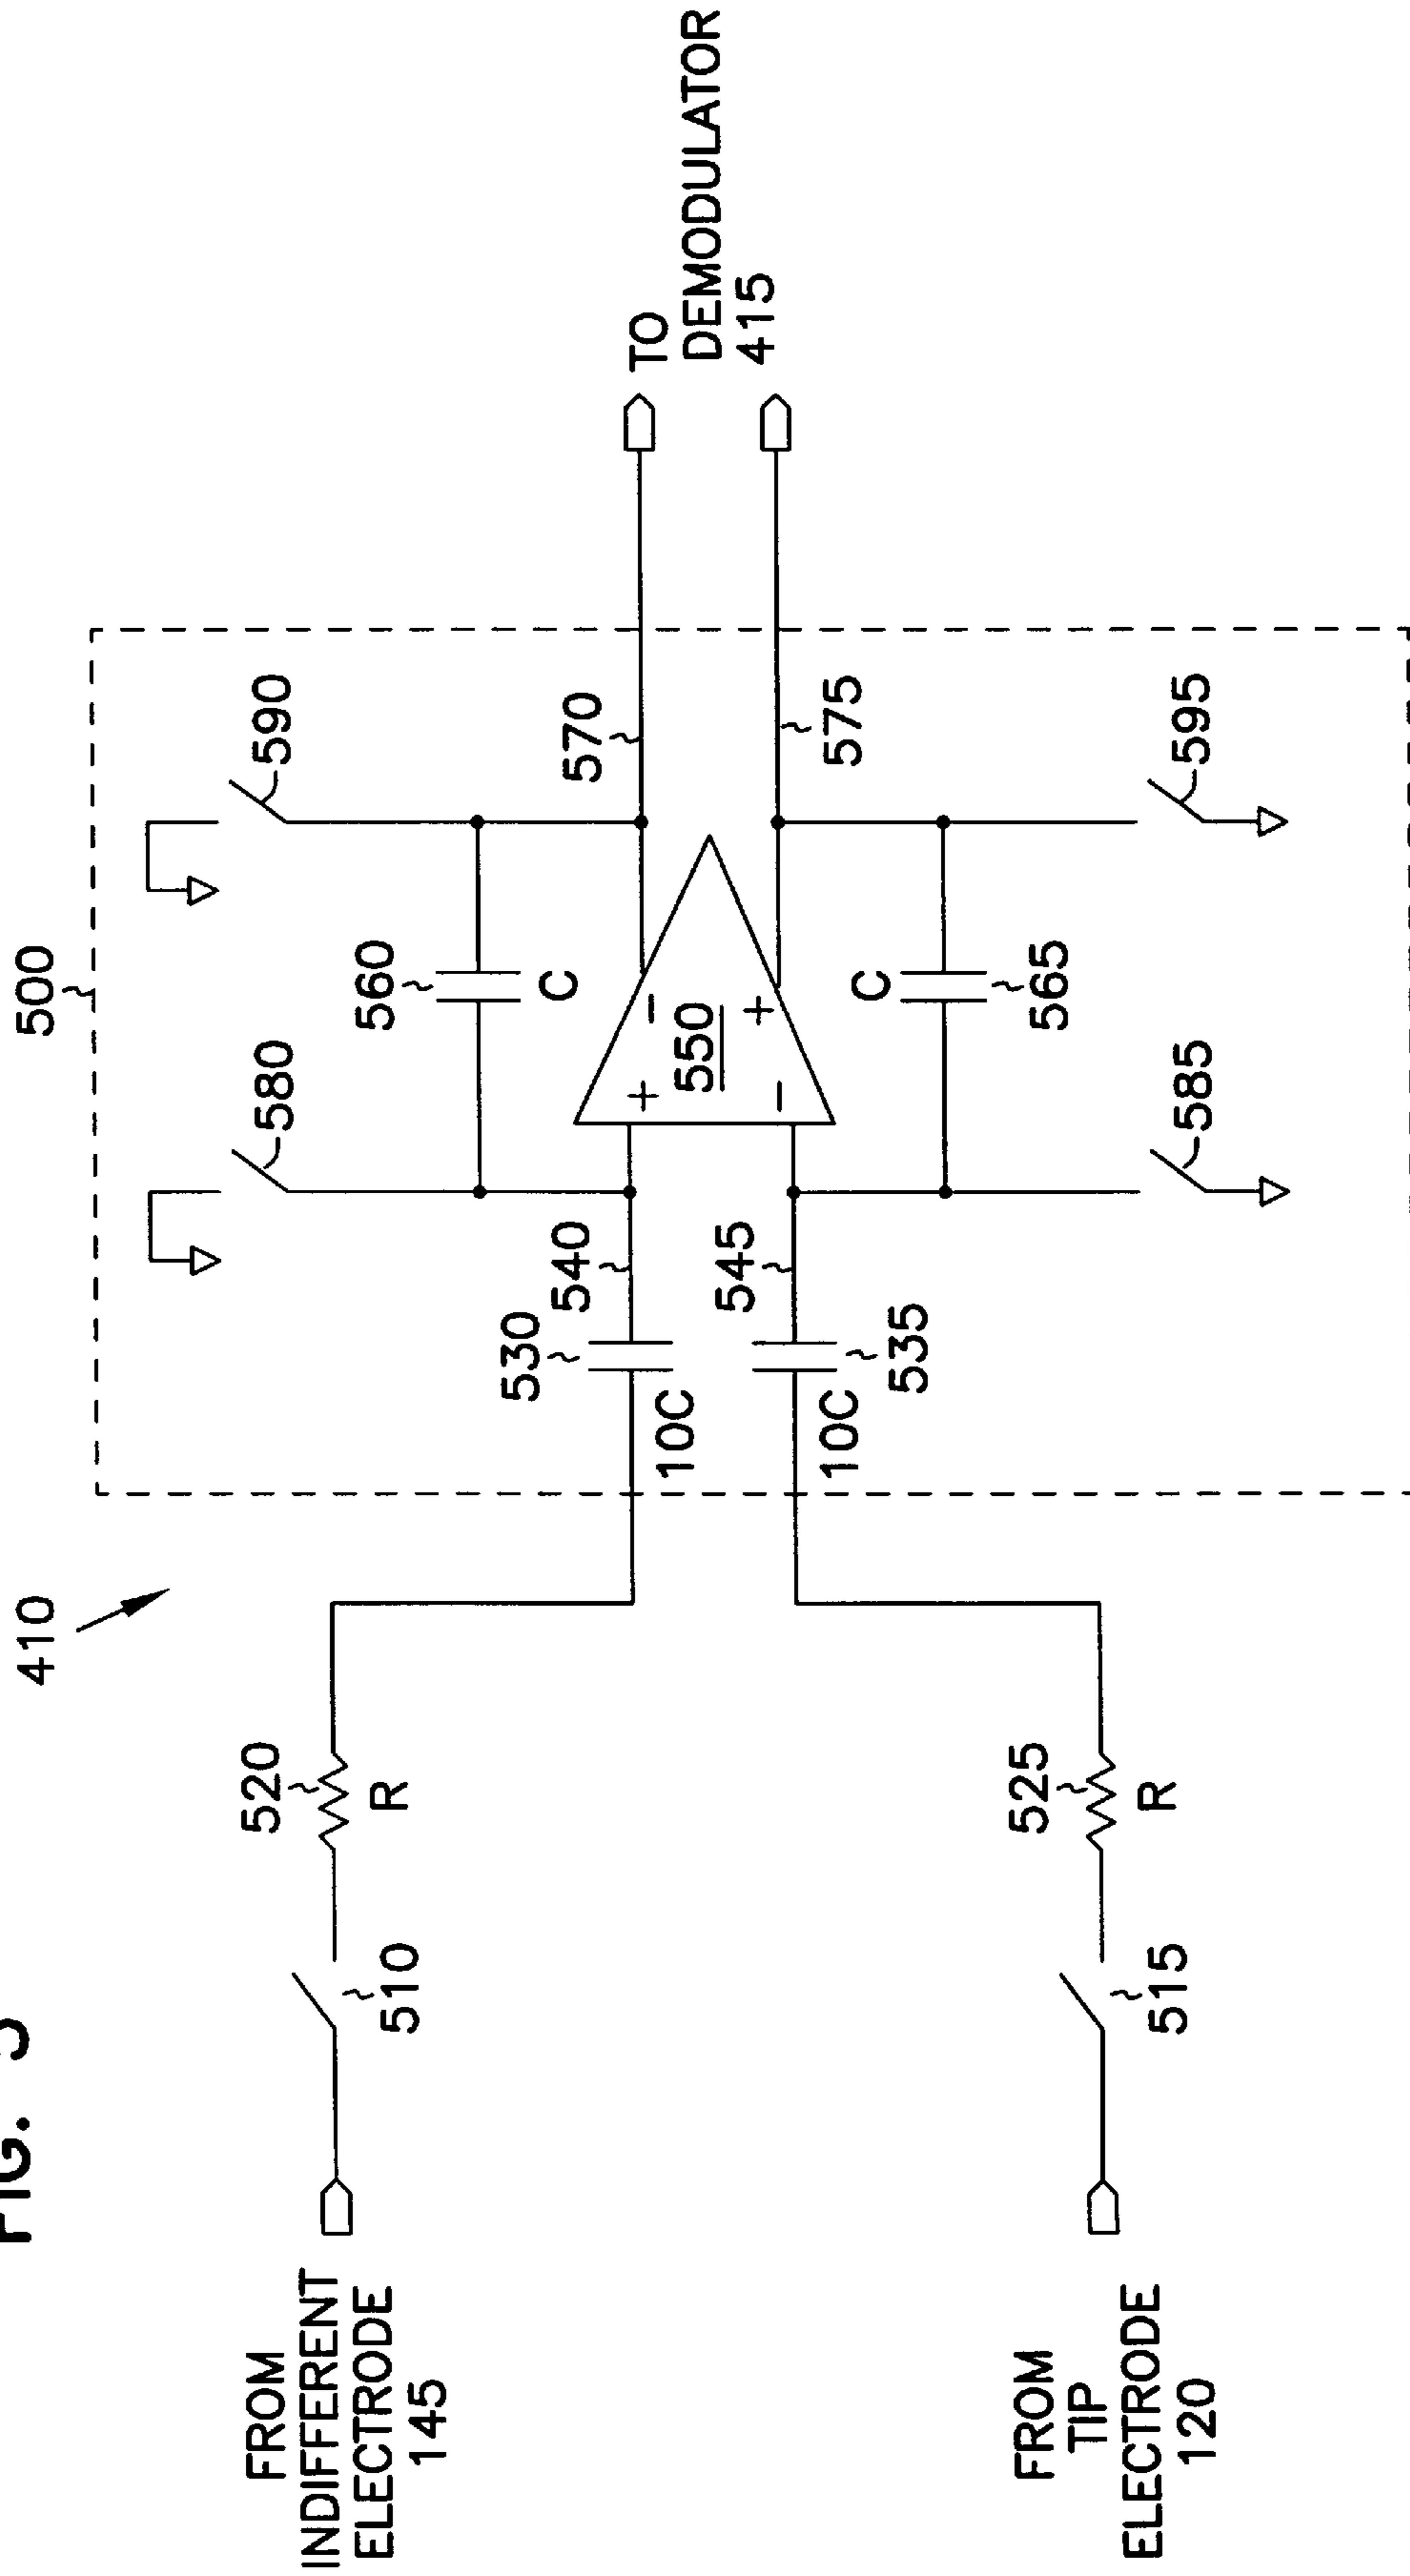 FIG. 5
410
500
590
580
560
C
570
TO
DEMODULATOR
415
540
530
10C
+
-
550
-
+
545
535
10C
575
C
565
595
585
520
R
510
FROM
INDIFFERENT
ELECTRODE
145
525
R
515
FROM
TIP
ELECTRODE
120